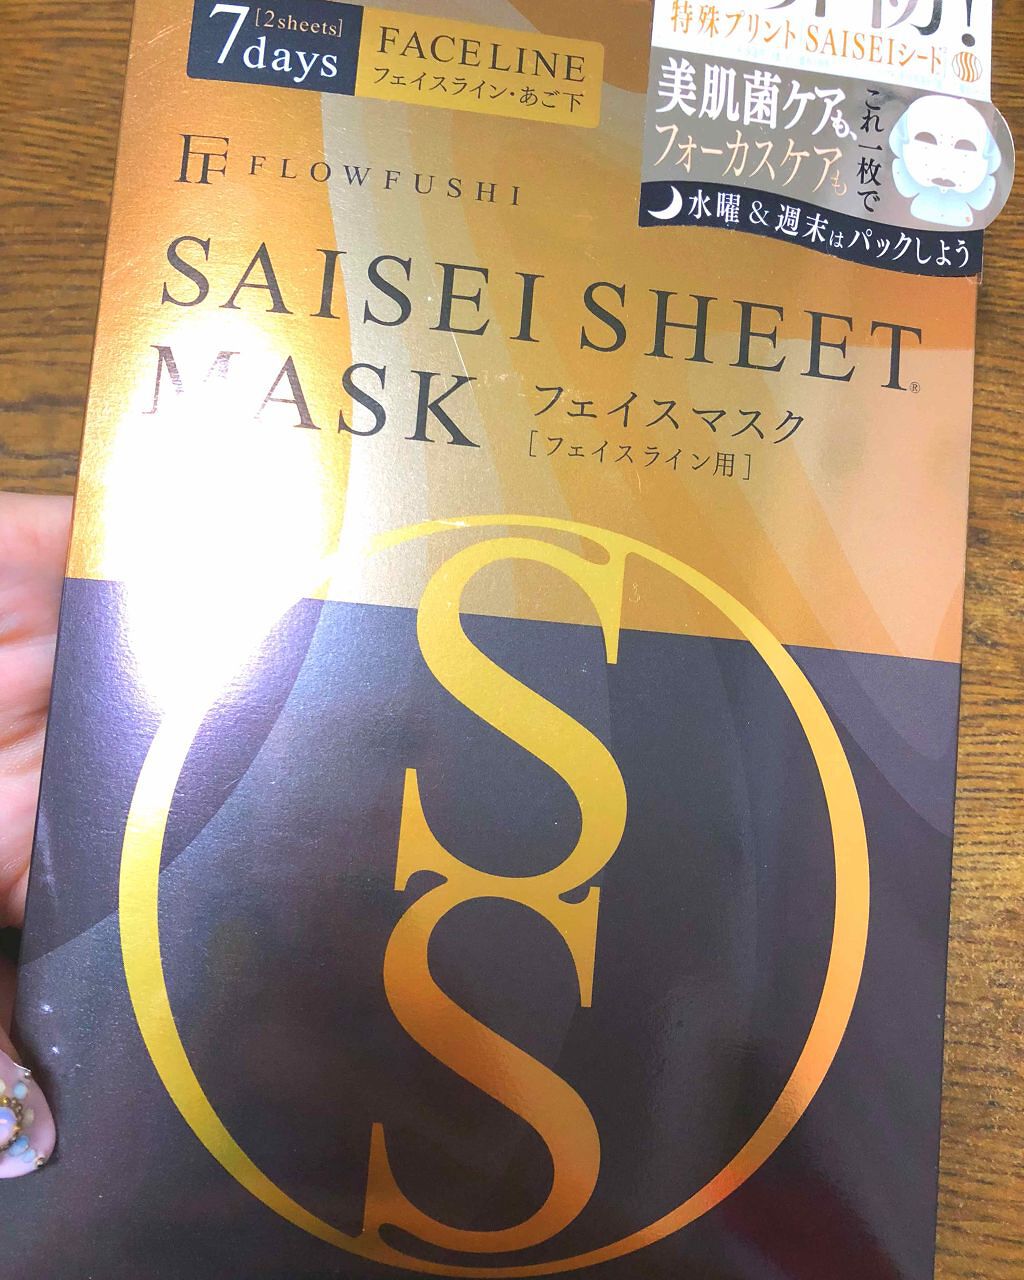 7
[2sheets]
days
FACELINE
フェイスライン・あご下
特殊プリント SAISEIシード
美肌菌ケアも、
フォーカスケアも
これ一枚で
水曜 & 週末はパックしよう
FF FLOWFUSHI
SAISEI SHEET®
MASK
フェイスマスク
[フェイスライン用]
SS